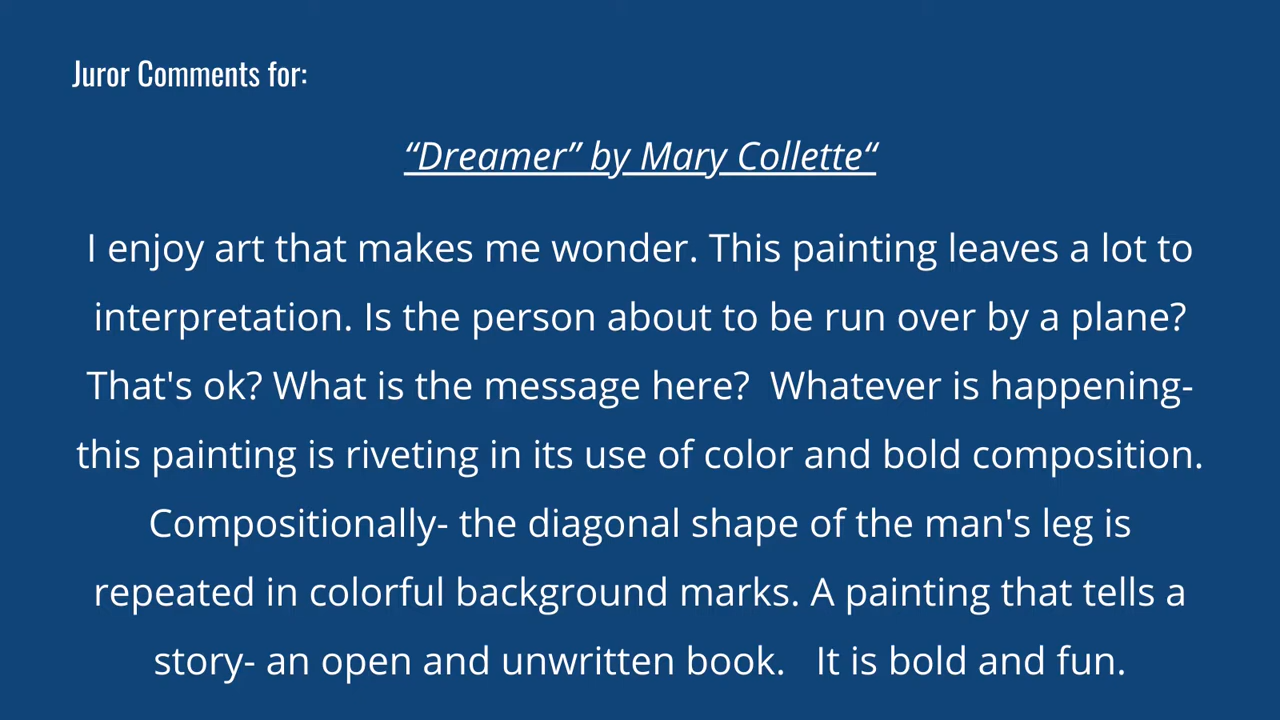 Juror Comments for:
“Dreamer” by Mary Collette“
I enjoy art that makes me wonder. This painting leaves a lot to
interpretation. Is the person about to be run over by a plane?
That's ok? What is the message here?  Whatever is happening-
this painting is riveting in its use of color and bold composition.
Compositionally- the diagonal shape of the man's leg is
repeated in colorful background marks. A painting that tells a
story- an open and unwritten book.   It is bold and fun.